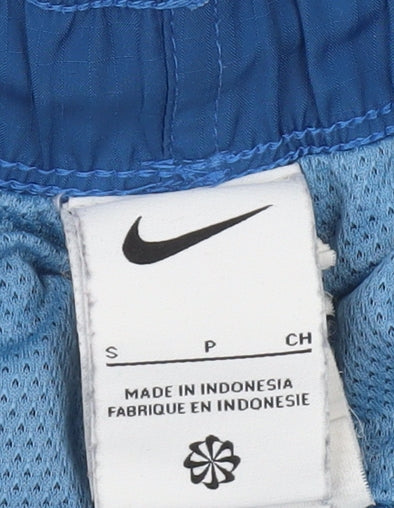 S P CH
MADE IN INDONESIA
FABRIQUE EN INDONESIE